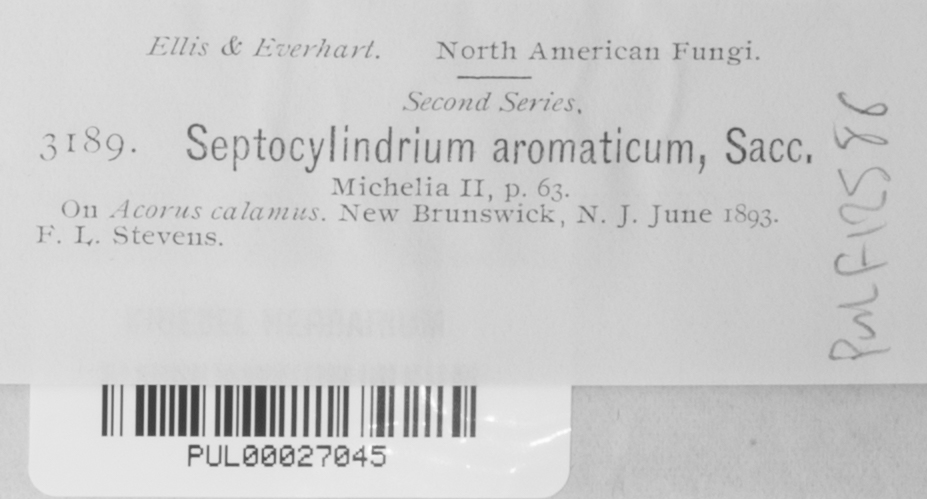 Ellis & Everhart. North American Fungi.
Second Series.
3189. Septocylindrium aromaticum, Sacc.
Michelia II, p. 63.
On Acorus calamus. New Brunswick, N. J. June 1893.
F. L. Stevens.
PUL00027045
PUL F12586